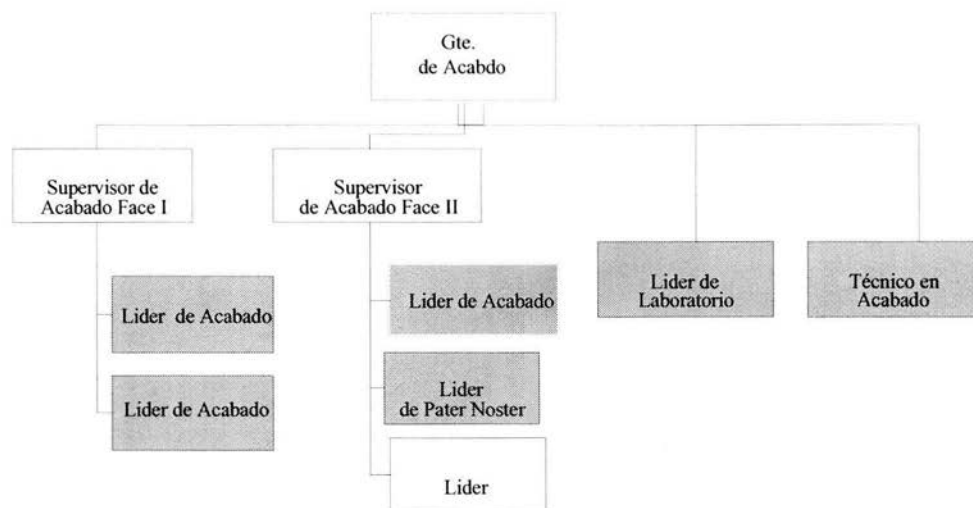 Gte.
de Acabdo
Supervisor de
Acabado Face I
Supervisor
de Acabado Face II
Lider de Acabado
Lider de Acabado
Lider de Acabado
Lider
de Pater Noster
Lider
Lider de
Laboratorio
Técnico en
Acabado